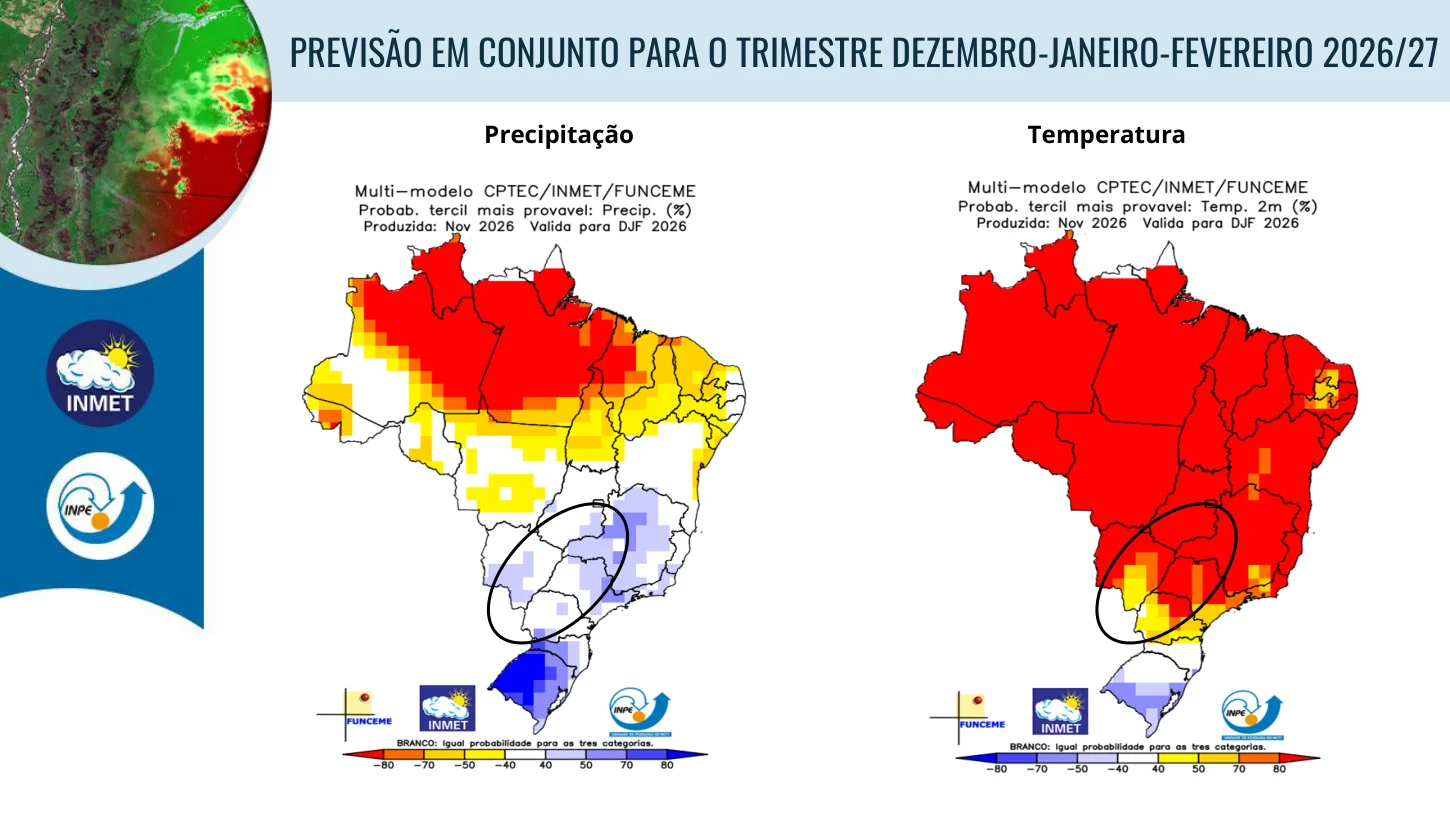 PREVISÃO EM CONJUNTO PARA O TRIMESTRE DEZEMBRO-JANEIRO-FEVEREIRO 2026/27
Precipitação
Temperatura
Multi-modelo CPTEC/INMET/FUNCEME
Probab. tercil mais provavel: Precip. (%)
Produzida: Nov 2026 Valida para DJF 2026
Multi-modelo CPTEC/INMET/FUNCEME
Probab. tercil mais provavel: Temp. 2m (%)
Produzida: Nov 2026 Valida para DJF 2026
INMET
INPE
FUNCEME
INMET
INPE
BRANCO: Igual probabilidade para as tres categorias.
-80 -70 -50 -40 40 50 70 80
FUNCEME
INMET
INPE
BRANCO: Igual probabilidade para as tres categorias.
-80 -70 -50 -40 40 50 70 80